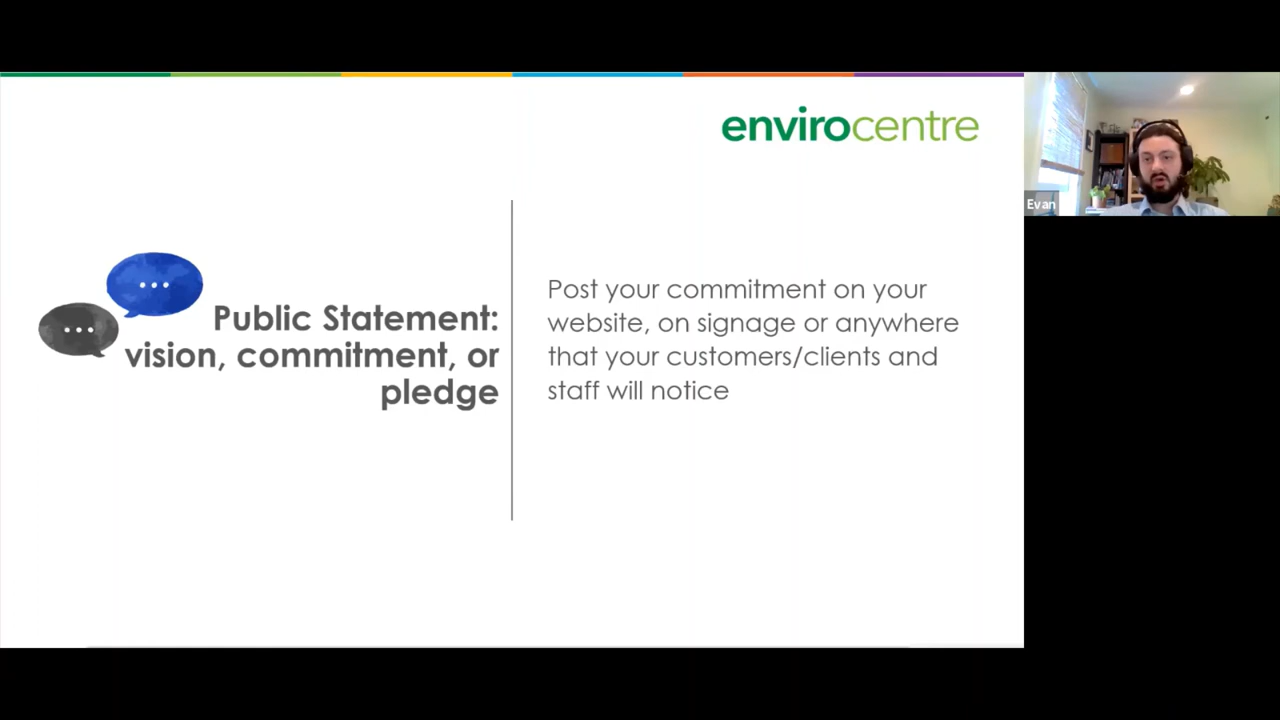 envirocentre
Evan
Public Statement:
vision, commitment, or
pledge
Post your commitment on your
website, on signage or anywhere
that your customers/clients and
staff will notice